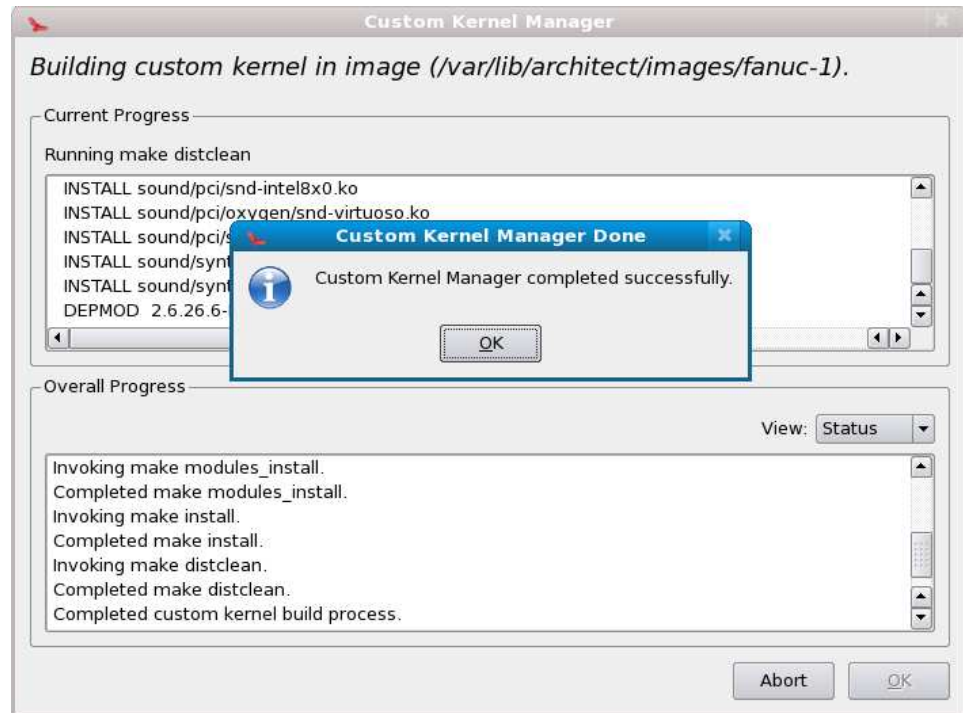 Custom Kernel Manager
Building custom kernel in image (/var/lib/architect/images/fanuc-1).
Current Progress
Running make distclean
INSTALL sound/pci/snd-intel8x0.ko
INSTALL sound/pci/oxygen/snd-virtuoso.ko
INSTALL sound/pci/s
INSTALL sound/synt
INSTALL sound/synt
DEPMOD 2.6.26.6-
Custom Kernel Manager Done
Custom Kernel Manager completed successfully.
OK
Overall Progress
View: Status
Invoking make modules_install.
Completed make modules_install.
Invoking make install.
Completed make install.
Invoking make distclean.
Completed make distclean.
Completed custom kernel build process.
Abort OK